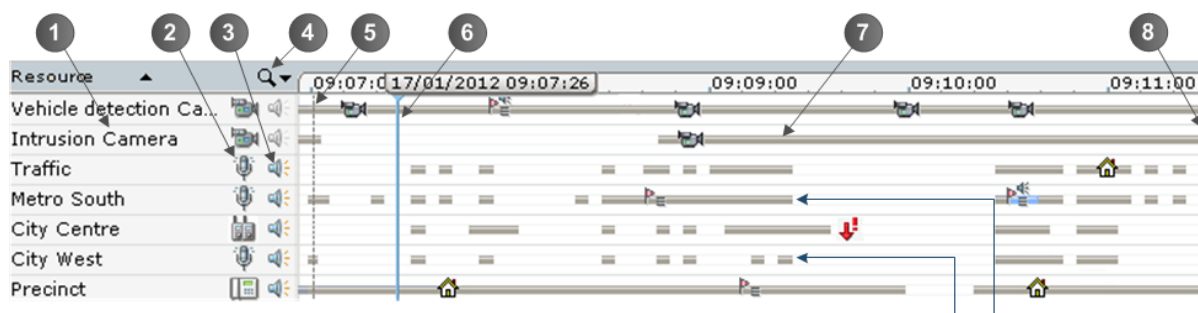 1 2 3 4 5 6 7 8
Resource 09:07:0 17/01/2012 09:07:26 09:09:00 09:10:00 09:11:00
Vehicle detection Ca...
Intrusion Camera
Traffic
Metro South
City Centre
City West
Precinct